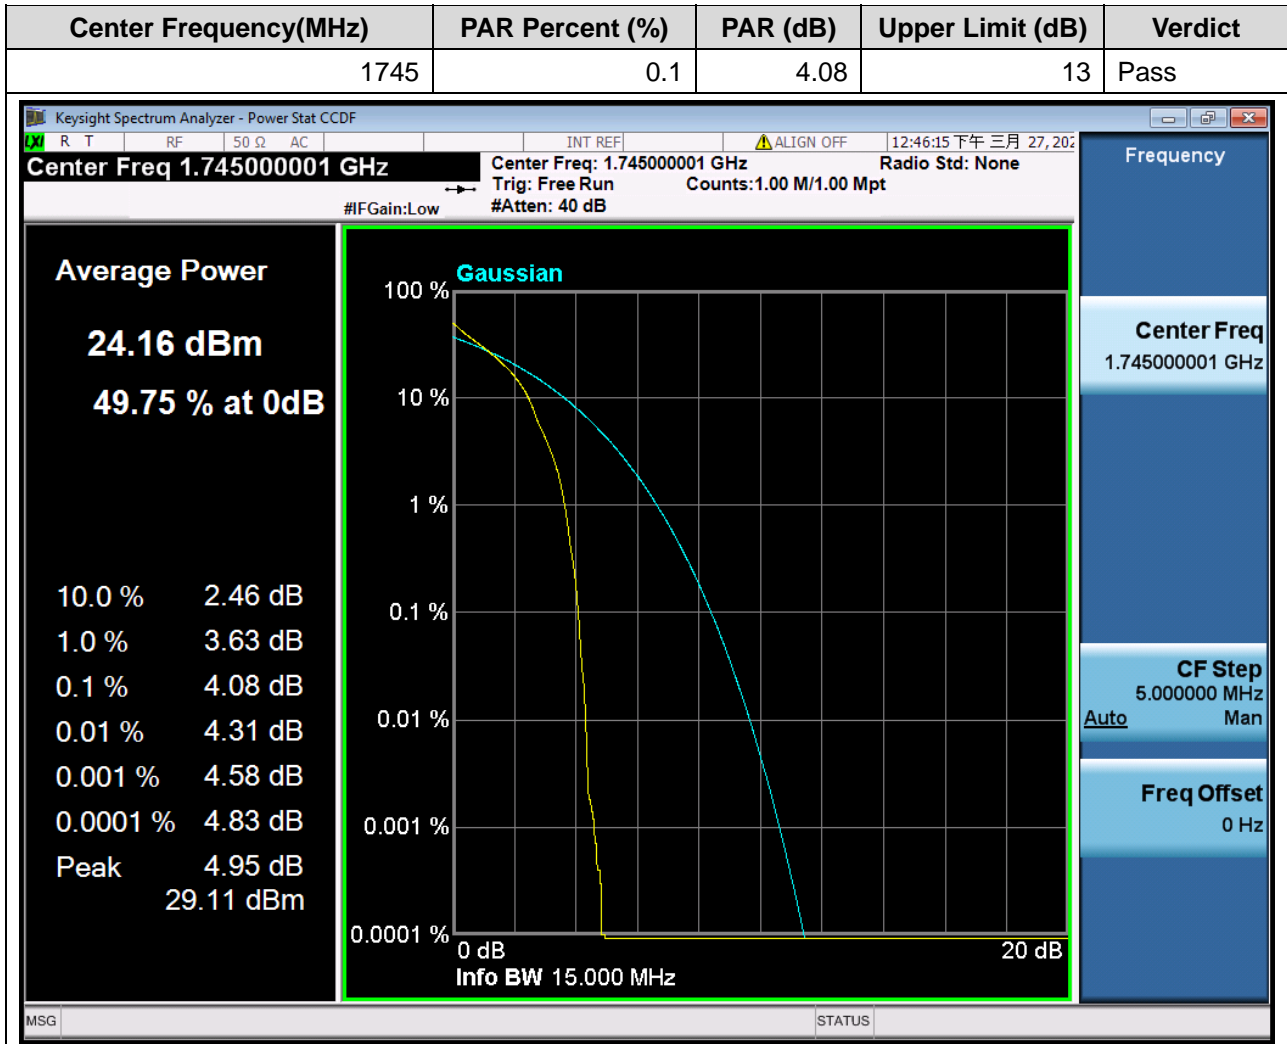 Center Frequency(MHz) PAR Percent (%) PAR (dB) Upper Limit (dB) Verdict
1745 0.1 4.08 13 Pass
Keysight Spectrum Analyzer - Power Stat CCDF
LXI R T RF 50 Ω AC INT REF ALIGN OFF 12:46:15 下午 三月 27, 202
Center Freq 1.745000001 GHz
Center Freq: 1.745000001 GHz Radio Std: None
Trig: Free Run Counts:1.00 M/1.00 Mpt
#IFGain:Low #Atten: 40 dB
Average Power
24.16 dBm
49.75 % at 0dB
10.0 % 2.46 dB
1.0 % 3.63 dB
0.1 % 4.08 dB
0.01 % 4.31 dB
0.001 % 4.58 dB
0.0001 % 4.83 dB
Peak 4.95 dB
29.11 dBm
Gaussian
100 %
10 %
1 %
0.1 %
0.01 %
0.001 %
0.0001 %
0 dB 20 dB
Info BW 15.000 MHz
Frequency
Center Freq
1.745000001 GHz
CF Step
5.000000 MHz
Auto Man
Freq Offset
0 Hz
MSG STATUS